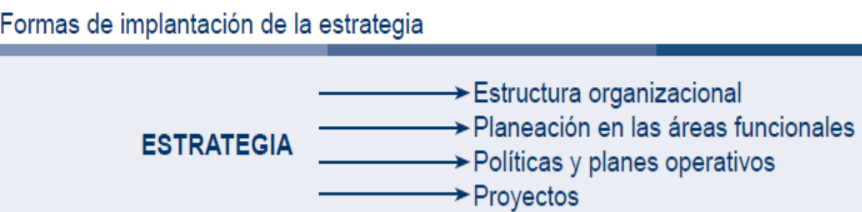 Formas de implantación de la estrategia
Estructura organizacional
Planeación en las áreas funcionales
ESTRATEGIA
Políticas y planes operativos
Proyectos